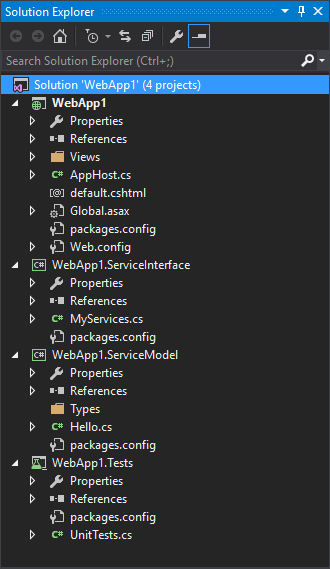 Solution Explorer
Search Solution Explorer (Ctrl+;)
Solution 'WebApp1' (4 projects)
WebApp1
Properties
References
Views
C# AppHost.cs
[@] default.cshtml
Global.asax
packages.config
Web.config
C# WebApp1.ServiceInterface
Properties
References
C# MyServices.cs
packages.config
C# WebApp1.ServiceModel
Properties
References
Types
C# Hello.cs
packages.config
WebApp1.Tests
Properties
References
packages.config
C# UnitTests.cs